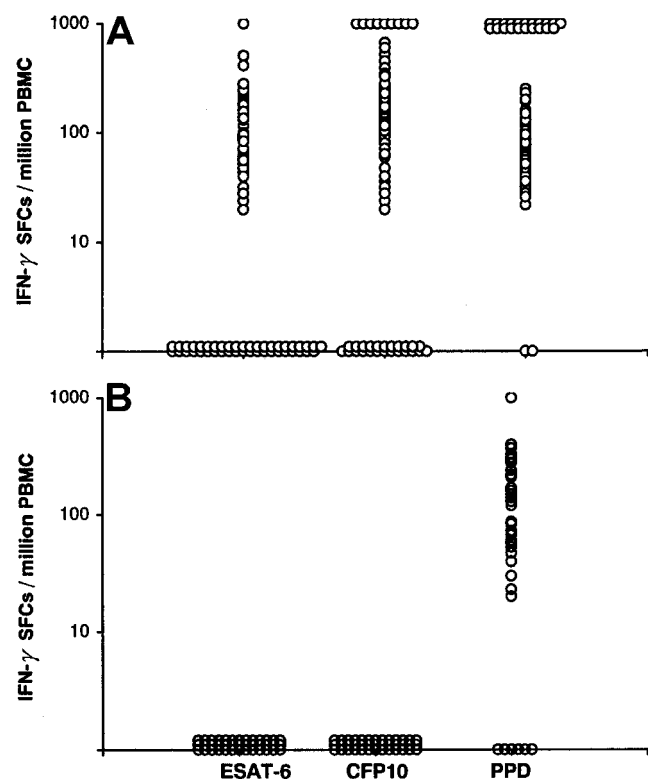 A
1000
100
10
IFN-γ SFCs / million PBMC
B
1000
100
10
IFN-γ SFCs / million PBMC
ESAT-6 CFP10 PPD